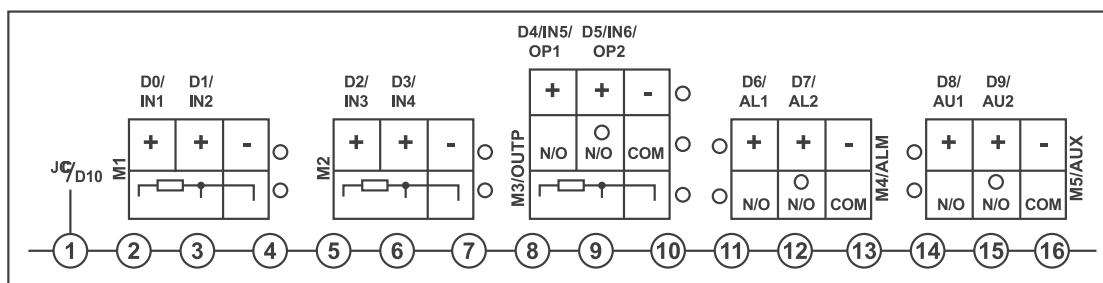 D4/IN5/ D5/IN6/
OP1 OP2
D0/ D1/ D2/ D3/ D6/ D7/ D8/ D9/
IN1 IN2 IN3 IN4 AL1 AL2 AU1 AU2
M1 + + -
M2 + + -
M3/OUTP + + -
N/O N/O COM
+ + - M4/ALM
N/O N/O COM
+ + - M5/AUX
N/O N/O COM
/D10
1 2 3 4 5 6 7 8 9 10 11 12 13 14 15 16